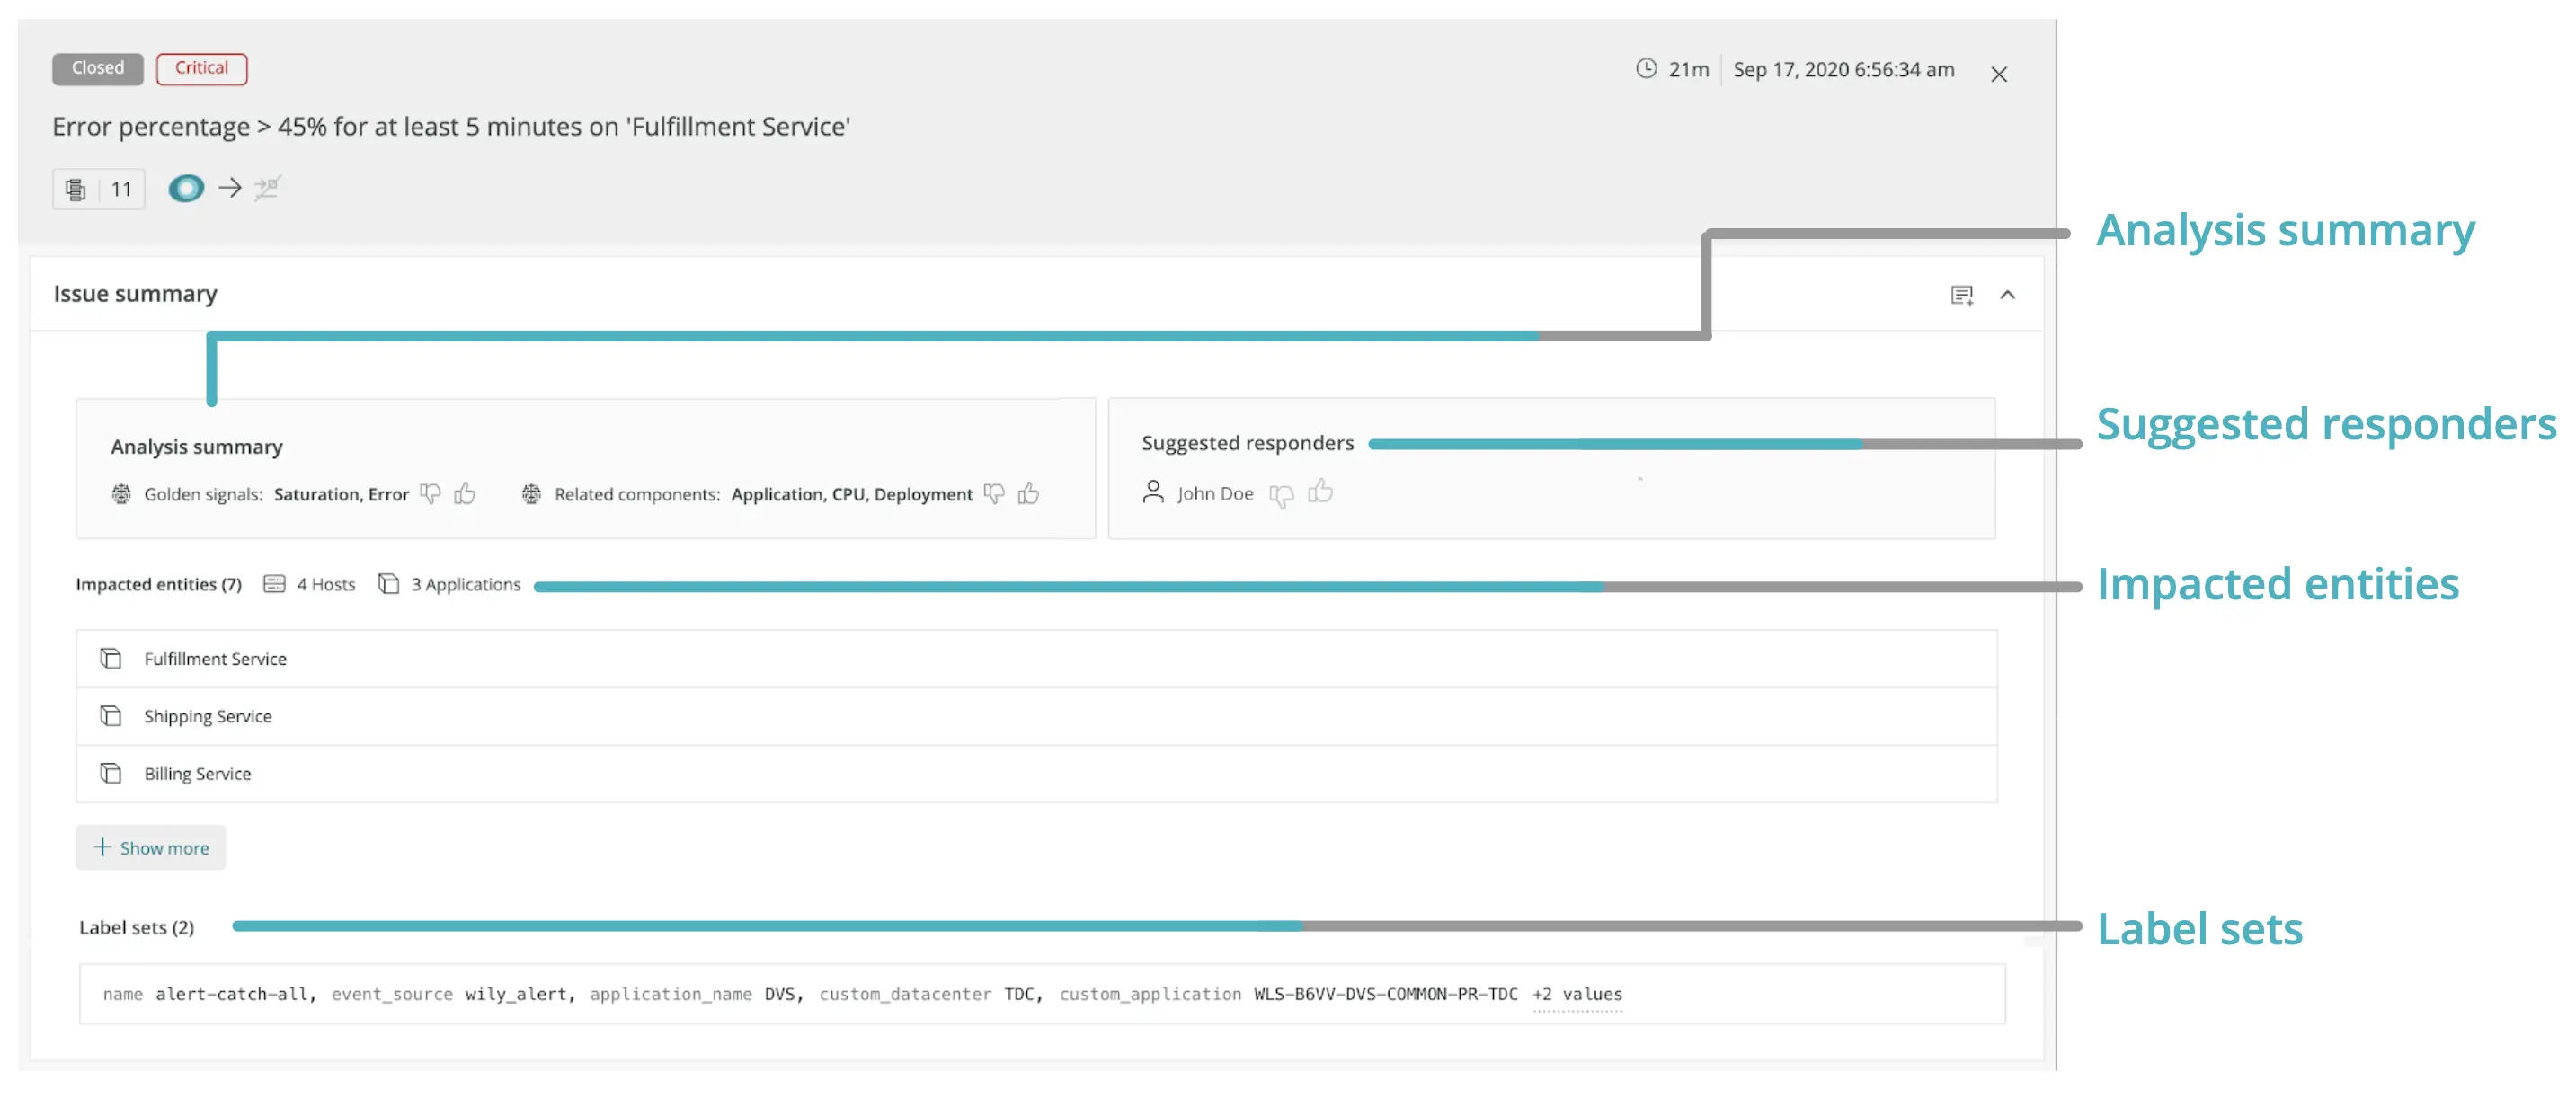 Closed Critical 21m Sep 17, 2020 6:56:34 am
Error percentage > 45% for at least 5 minutes on 'Fulfillment Service'
11
Analysis summary
Issue summary
Analysis summary
Golden signals: Saturation, Error Related components: Application, CPU, Deployment
Suggested responders
John Doe
Suggested responders
Impacted entities (7) 4 Hosts 3 Applications
Impacted entities
Fulfillment Service
Shipping Service
Billing Service
+ Show more
Label sets (2)
Label sets
name alert-catch-all, event_source wily_alert, application_name DVS, custom_datacenter TDC, custom_application WLS-B6VV-DVS-COMMON-PR-TDC +2 values